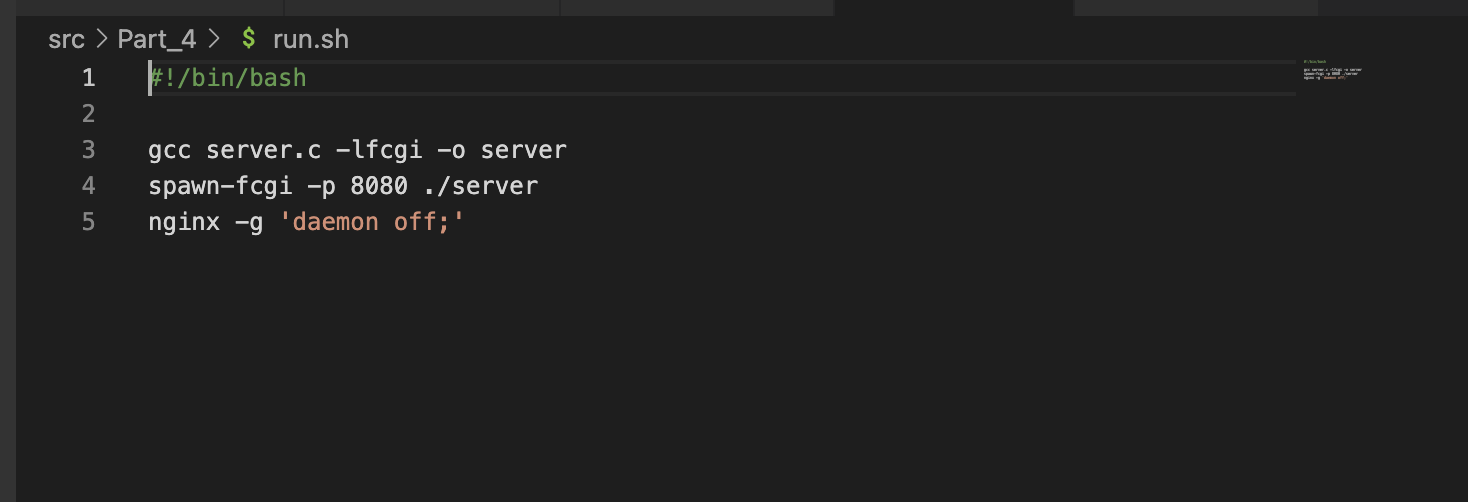 src > Part_4 > $ run.sh
1 #!/bin/bash
2
3 gcc server.c -lfcgi -o server
4 spawn-fcgi -p 8080 ./server
5 nginx -g 'daemon off;'